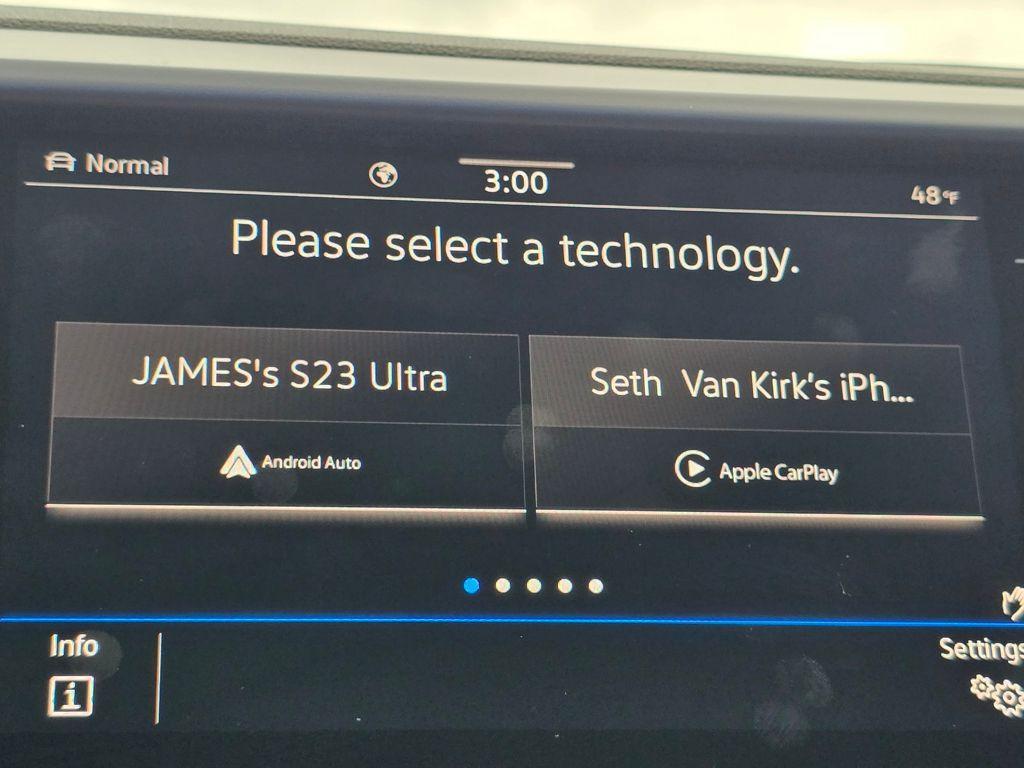 Normal
3:00
48°F
Please select a technology.
JAMES's S23 Ultra
Seth Van Kirk's iPh...
Android Auto
Apple CarPlay
Info
i
Settings